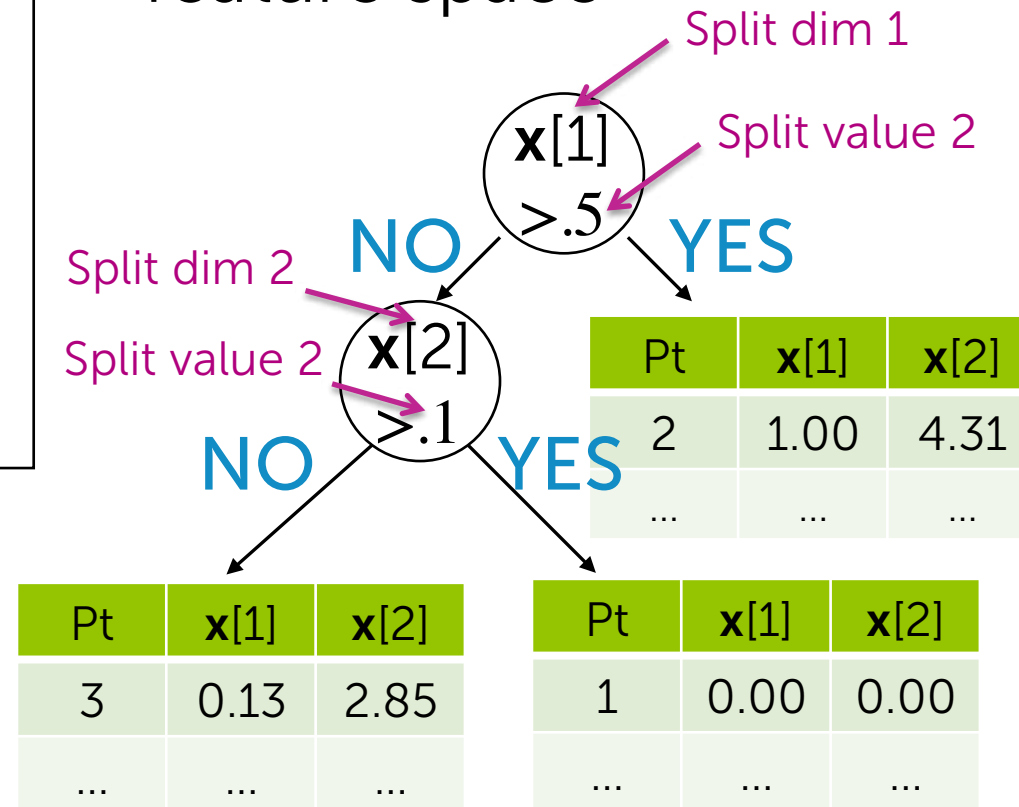 Split dim 1
x[1]
>.5
Split value 2
NO
YES
Split dim 2
x[2]
>.1
Split value 2
NO
YES
Pt x[1] x[2]
2 1.00 4.31
... ... ...
Pt x[1] x[2]
3 0.13 2.85
... ... ...
Pt x[1] x[2]
1 0.00 0.00
... ... ...